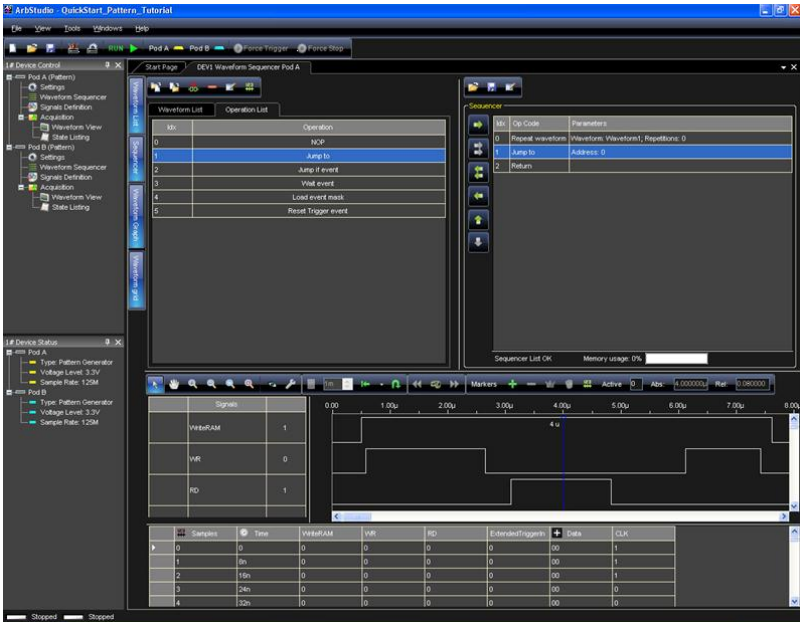 ArbStudio - QuickStart_Pattern_Tutorial
File View Tools Windows Help
RUN Pod A Pod B Force Trigger Force Stop
1# Device Control
Pod A (Pattern)
Settings
Waveform Sequencer
Signals Definition
Acquisition
Waveform View
State Listing
Pod B (Pattern)
Settings
Waveform Sequencer
Signals Definition
Acquisition
Waveform View
State Listing
1# Device Status
Pod A
Type: Pattern Generator
Voltage Level: 3.3V
Sample Rate: 125M
Pod B
Type: Pattern Generator
Voltage Level: 3.3V
Sample Rate: 125M
Start Page DEV1 Waveform Sequencer Pod A
Waveform List
Sequencer
Waveform Graph
Waveform grid
Waveform List Operation List
Idx Operation
0 NOP
1 Jump to
2 Jump if event
3 Wait event
4 Load event mask
5 Reset Trigger event
Sequencer
Idx Op Code Parameters
0 Repeat waveform Waveform: Waveform1; Repetitions: 0
1 Jump to Address: 0
2 Return
Sequencer List OK Memory usage: 0%
1m Markers Active 0 Abs: 4.000000µ Rel: 0.080000
Signals 0.00 1.00µ 2.00µ 3.00µ 4.00µ 5.00µ 6.00µ 7.00µ 8.00µ
4 u
WriteRAM 1
WR 0
RD 1
Samples Time WriteRAM WR RD ExtendedTriggerIn Data CLK
0 0 0 0 0 0 00 1
1 8n 0 0 0 0 00 1
2 16n 0 0 0 0 00 1
3 24n 0 0 0 0 00 0
4 32n 0 0 0 0 00 0
Stopped Stopped